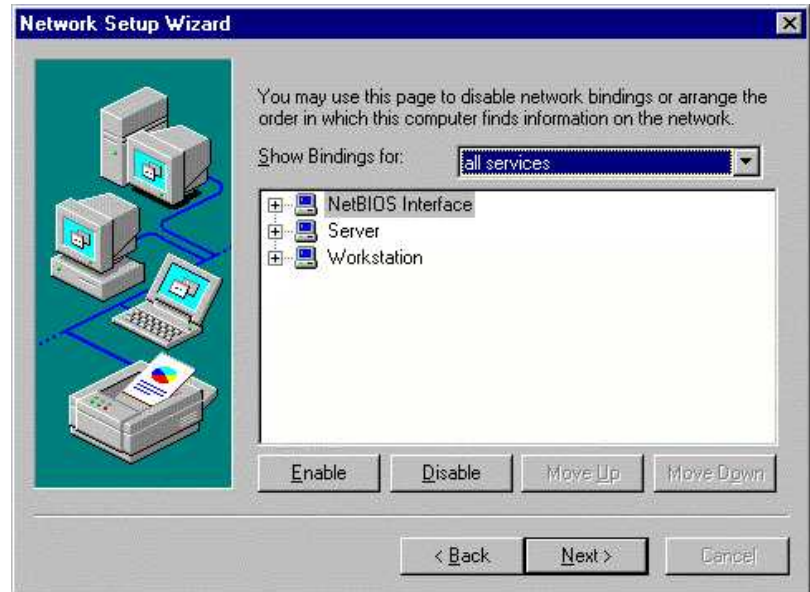 Network Setup Wizard
You may use this page to disable network bindings or arrange the
order in which this computer finds information on the network.
Show Bindings for: all services
NetBIOS Interface
Server
Workstation
Enable Disable Move Up Move Down
< Back Next > Cancel